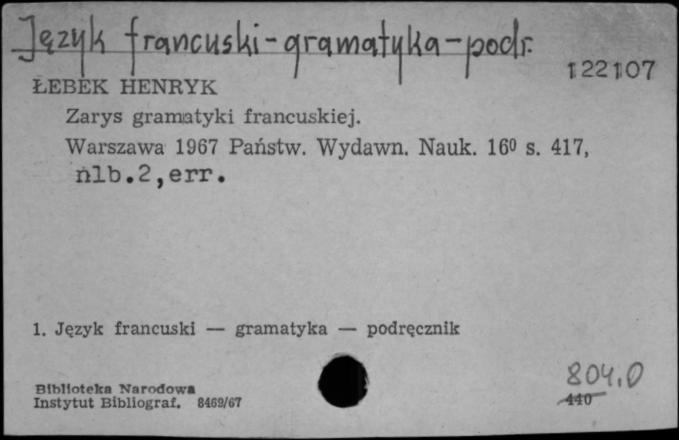 Język francuski-gramatyka-podr.
122107
ŁEBEK HENRYK
Zarys gramatyki francuskiej.
Warszawa 1967 Państw. Wydawn. Nauk. 16⁰ s. 417,
nlb.2,err.
1. Język francuski — gramatyka — podręcznik
804.0
440
Biblioteka Narodowa
Instytut Bibliograf. 8469/67